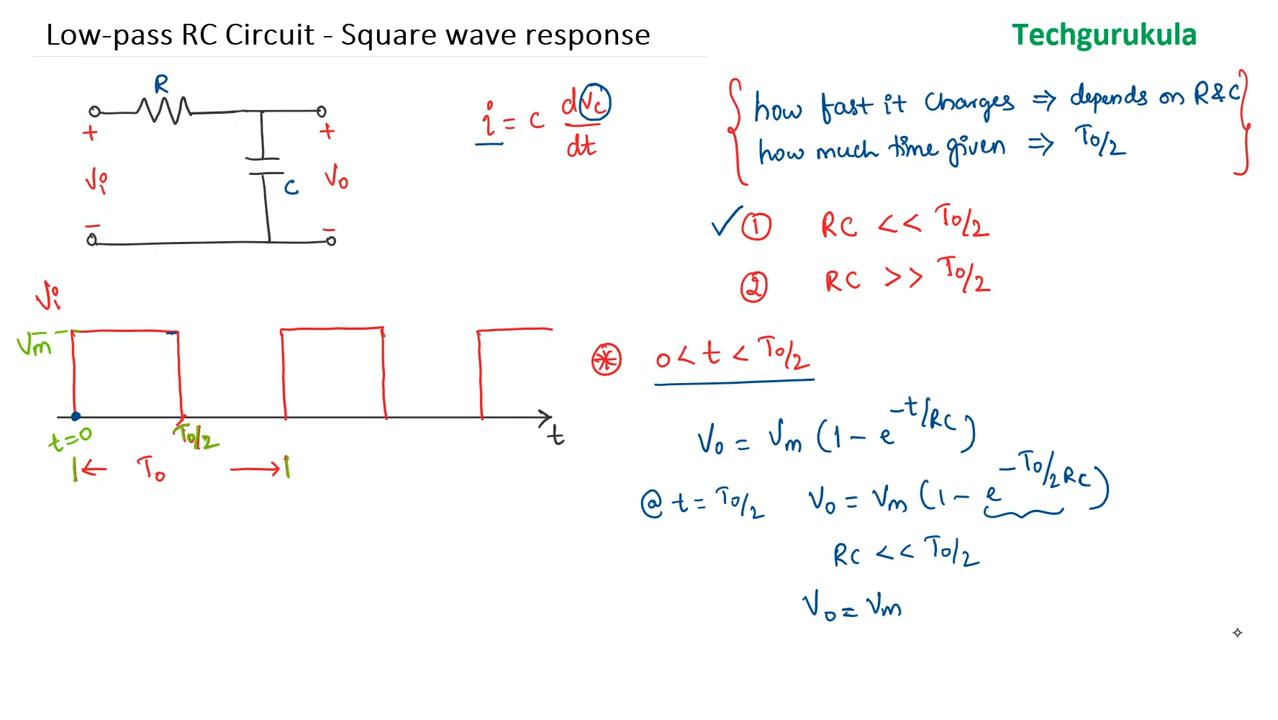 Low-pass RC Circuit - Square wave response
Techgurukula
R
+
Vi
-
C
+
Vo
-
i = c dvc/dt
how fast it charges => depends on R&C
how much time given => To/2
✓ ① RC << To/2
② RC >> To/2
Vi
Vm
t=0
To/2
To
t
* 0 < t < To/2
Vo = Vm (1 - e^-t/RC)
@ t = To/2 Vo = Vm (1 - e^-To/2RC)
RC << To/2
Vo = Vm